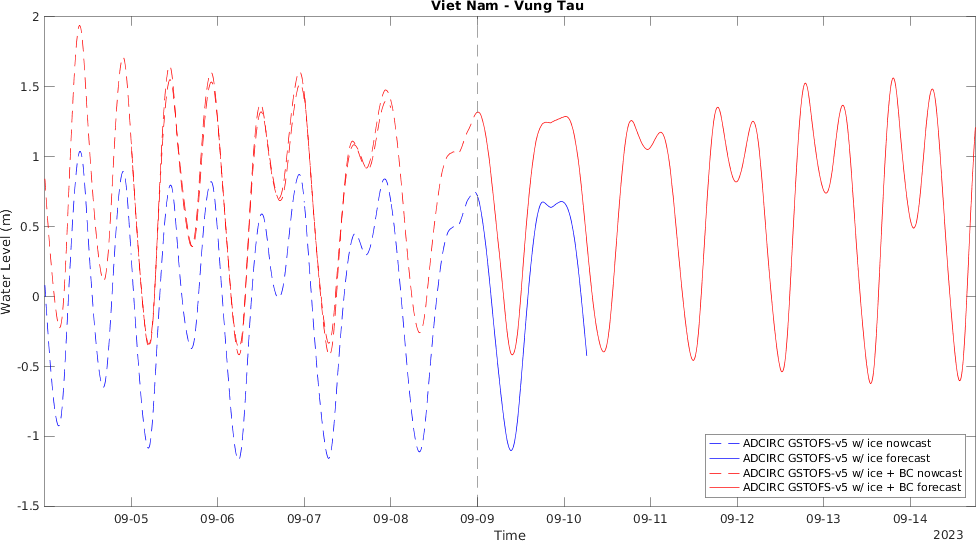 Viet Nam - Vung Tau
2
1.5
1
0.5
0
-0.5
-1
-1.5
Water Level (m)
ADCIRC GSTOFS-v5 w/ ice nowcast
ADCIRC GSTOFS-v5 w/ ice forecast
ADCIRC GSTOFS-v5 w/ ice + BC nowcast
ADCIRC GSTOFS-v5 w/ ice + BC forecast
09-05 09-06 09-07 09-08 09-09 09-10 09-11 09-12 09-13 09-14
Time
2023